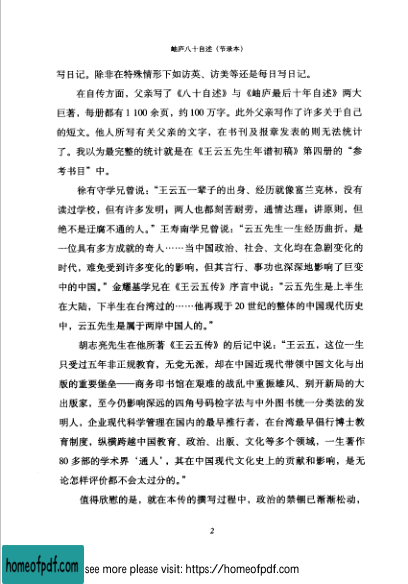 岫庐八十自述（节录本）
写日记。除非在特殊情形下如访英、访美等还是每日写日记。
在自传方面，父亲写了《八十自述》与《岫庐最后十年自述》两大
巨著，每册都有1 100余页，约100万字。此外父亲写作了许多关于自己
的短文。他人所写有关父亲的文字，在书刊及报章发表的则无法统计
了。我以为最完整的统计就是在《王云五先生年谱初稿》第四册的“参
考书目”中。
徐有守学兄曾说：“王云五一辈子的出身、经历就像富兰克林，没有
读过学校，但有许多发明；两人也都刻苦耐劳，通情达理；讲原则，但
绝不是迂腐不通的人。”王寿南学兄曾说：“云五先生一生经历曲折，是
一位具有多方成就的奇人……当中国政治、社会、文化均在急剧变化的
时代，难免受到许多变化的影响，但其言行、事功也深深地影响了巨变
中的中国。”金耀基学兄在《王云五传》序言中说：“云五先生是上半生
在大陆，下半生在台湾过的……他再现于20世纪的整体的中国现代历史
中，云五先生是属于两岸中国人的。”
胡志亮先生在他所著《王云五传》的后记中说：“王云五，这位一生
只受过五年非正规教育，无党无派，却在中国近现代带领中国文化与出
版的重要堡垒——商务印书馆在艰难的战乱中重振雄风、别开新局的大
出版家，至今仍影响深远的四角号码检字法与中外图书统一分类法的发
明人，企业现代科学管理在国内的最早推行者，在台湾最早倡行博士教
育制度，纵横跨越中国教育、政治、出版、文化等多个领域，一生著作
80多部的学术界‘通人’，其在中国现代文化史上的贡献和影响，是无
论怎样评价都不会太过分的。”
值得欣慰的是，就在本传的撰写过程中，政治的禁锢已渐渐松动，
2
homeofpdf.com
see more please visit: https://homeofpdf.com